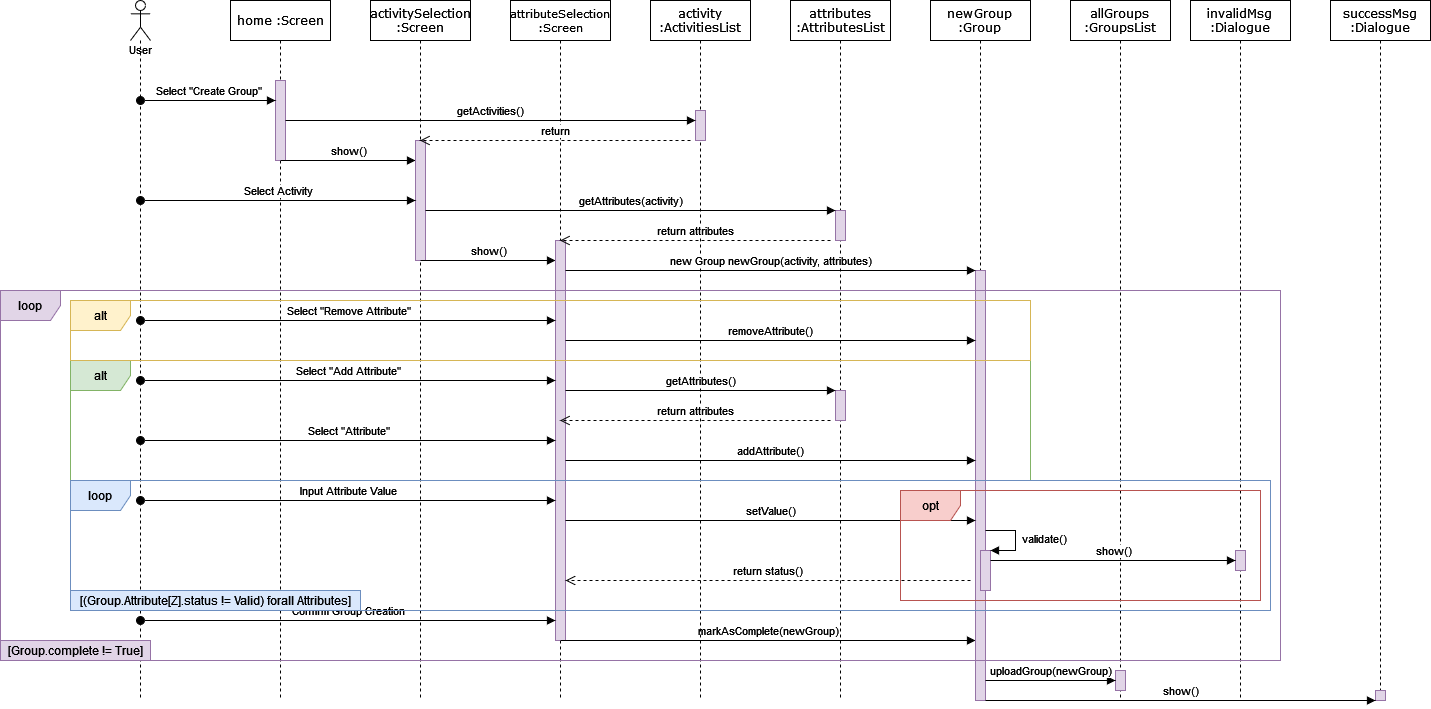 User
home :Screen
activitySelection
:Screen
attributeSelection
:Screen
activity
:ActivitiesList
attributes
:AttributesList
newGroup
:Group
allGroups
:GroupsList
invalidMsg
:Dialogue
successMsg
:Dialogue
Select "Create Group"
getActivities()
return
show()
Select Activity
getAttributes(activity)
return attributes
show()
new Group newGroup(activity, attributes)
loop
alt
Select "Remove Attribute"
removeAttribute()
alt
Select "Add Attribute"
getAttributes()
return attributes
Select "Attribute"
addAttribute()
loop
Input Attribute Value
opt
setValue()
validate()
show()
return status()
[(Group.Attribute[Z].status != Valid) forall Attributes]
Confirm Group Creation
markAsComplete(newGroup)
[Group.complete != True]
uploadGroup(newGroup)
show()